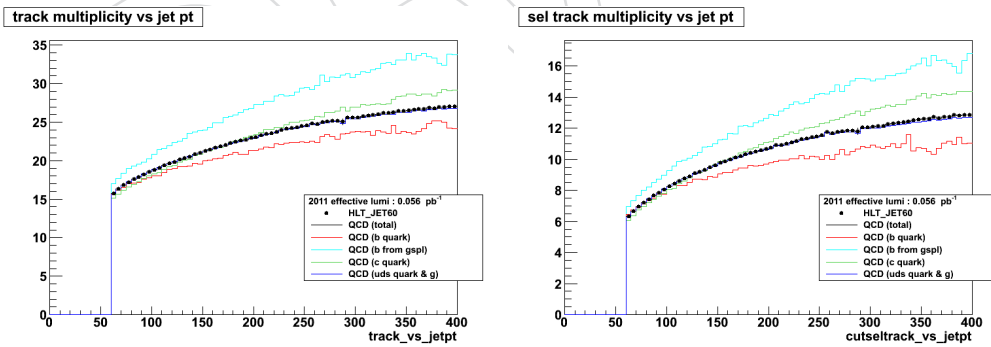 track multiplicity vs jet pt
35
30
25
20
15
10
5
0
2011 effective lumi : 0.056 pb⁻¹
HLT_JET60
QCD (total)
QCD (b quark)
QCD (b from gspl)
QCD (c quark)
QCD (uds quark & g)
0 50 100 150 200 250 300 350 400
track_vs_jetpt
sel track multiplicity vs jet pt
16
14
12
10
8
6
4
2
0
2011 effective lumi : 0.056 pb⁻¹
HLT_JET60
QCD (total)
QCD (b quark)
QCD (b from gspl)
QCD (c quark)
QCD (uds quark & g)
0 50 100 150 200 250 300 350 400
cutseltrack_vs_jetpt